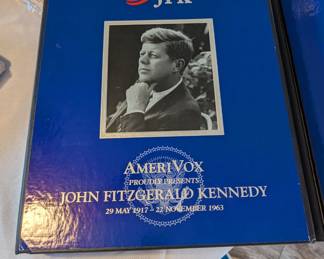 JFK
AMERIVOX
PROUDLY PRESENTS
JOHN FITZGERALD KENNEDY
29 MAY 1917 - 22 NOVEMBER 1963